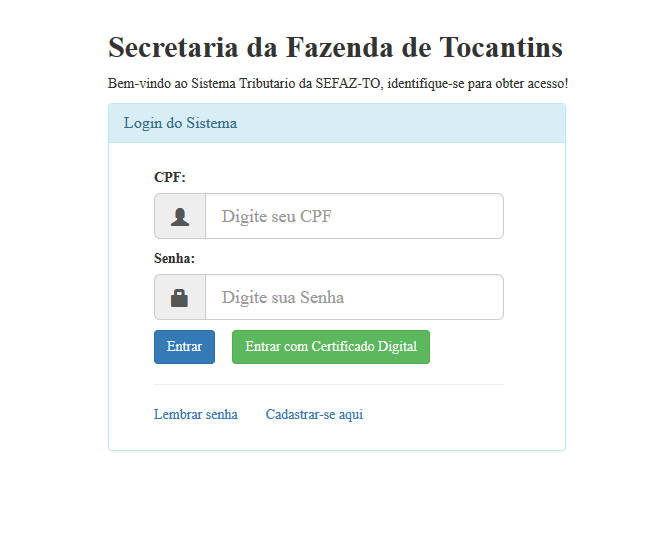 Secretaria da Fazenda de Tocantins
Bem-vindo ao Sistema Tributario da SEFAZ-TO, identifique-se para obter acesso!
Login do Sistema
CPF:
Digite seu CPF
Senha:
Digite sua Senha
Entrar Entrar com Certificado Digital
Lembrar senha Cadastrar-se aqui